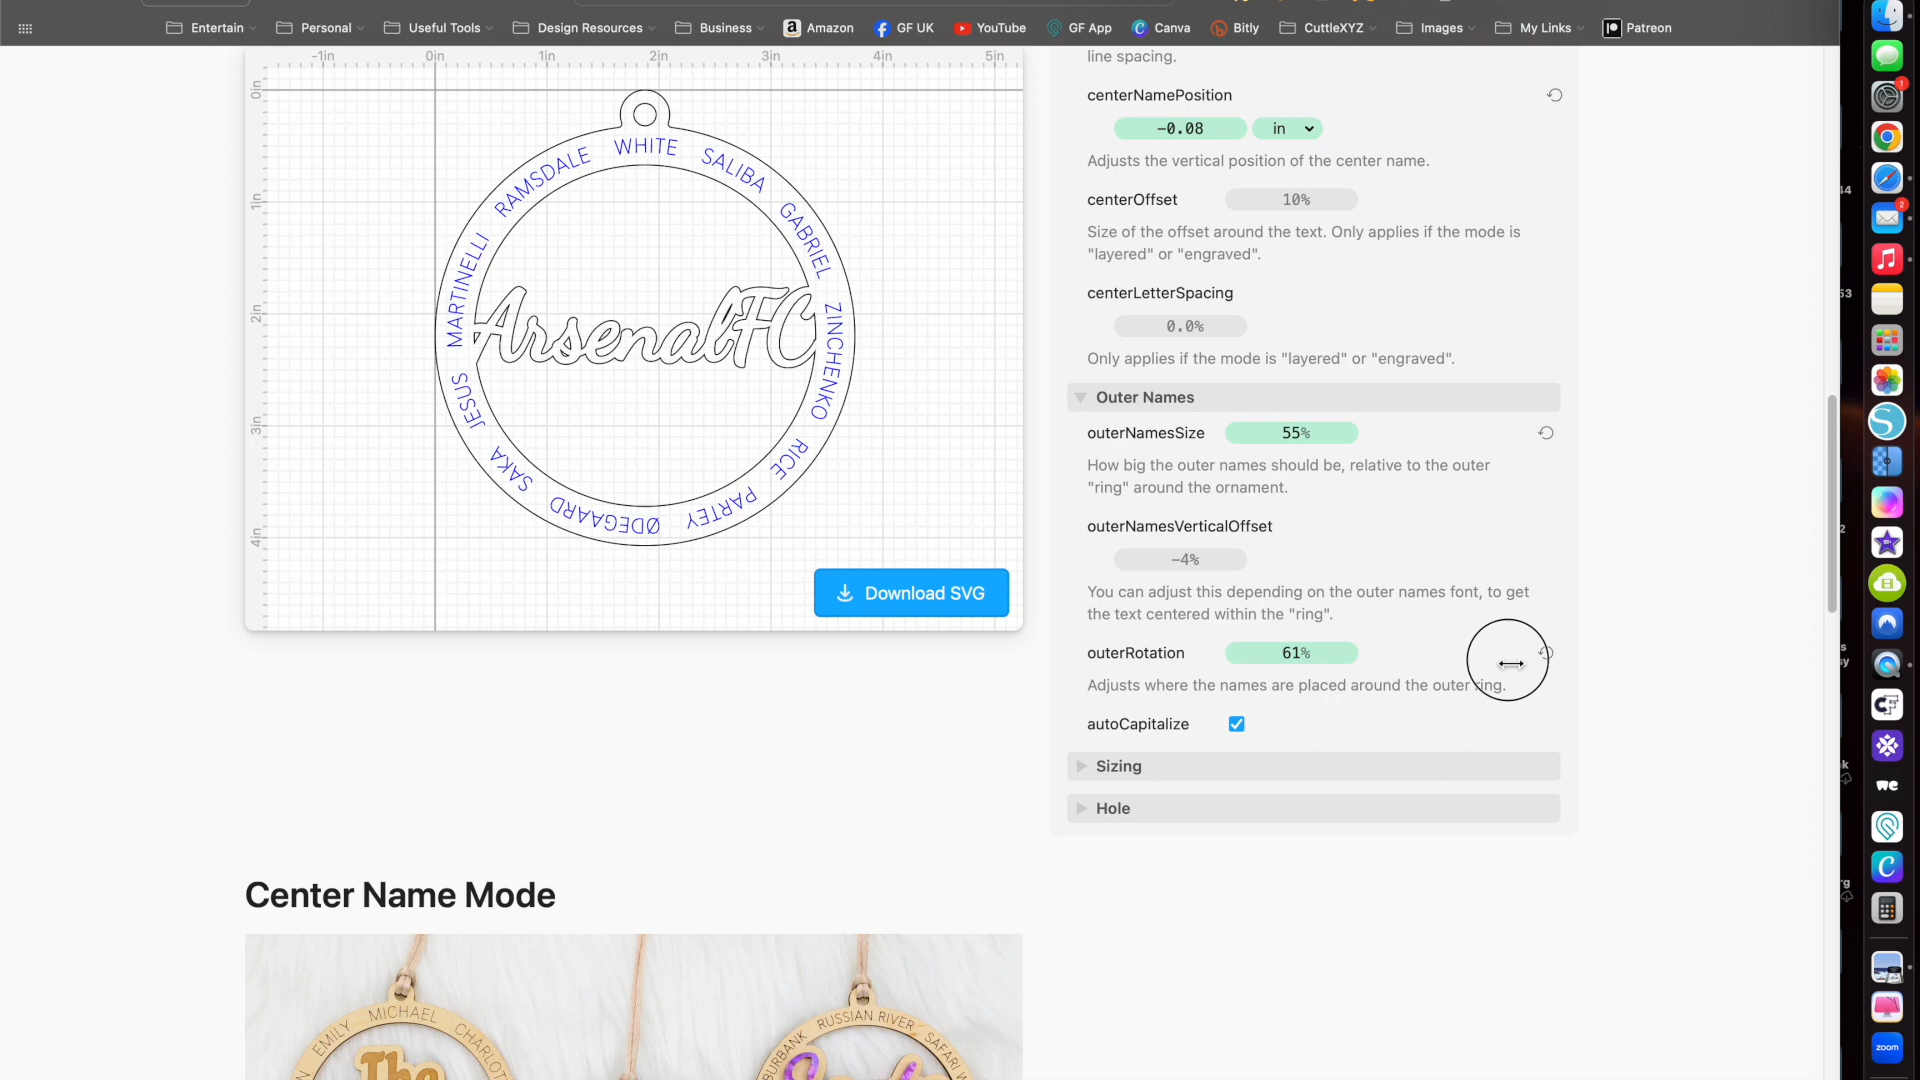 Entertain
Personal
Useful Tools
Design Resources
Business
Amazon
GF UK
YouTube
GF App
Canva
Bitly
CuttleXYZ
Images
My Links
Patreon
-1in
0in
1in
2in
3in
4in
5in
0in
1in
2in
3in
4in
WHITE
SALIBA
GABRIEL
ZINCHENKO
RICE
PARTEY
ØDEGAARD
SAKA
JESUS
MARTINELLI
RAMSDALE
ArsenalFC
Download SVG
line spacing.
centerNamePosition
-0.08 in
Adjusts the vertical position of the center name.
centerOffset 10%
Size of the offset around the text. Only applies if the mode is
"layered" or "engraved".
centerLetterSpacing
0.0%
Only applies if the mode is "layered" or "engraved".
Outer Names
outerNamesSize 55%
How big the outer names should be, relative to the outer
"ring" around the ornament.
outerNamesVerticalOffset
-4%
You can adjust this depending on the outer names font, to get
the text centered within the "ring".
outerRotation 61%
Adjusts where the names are placed around the outer ring.
autoCapitalize
Sizing
Hole
Center Name Mode
EMILY
MICHAEL
The
RUSSIAN RIVER
1
2
we
zoom